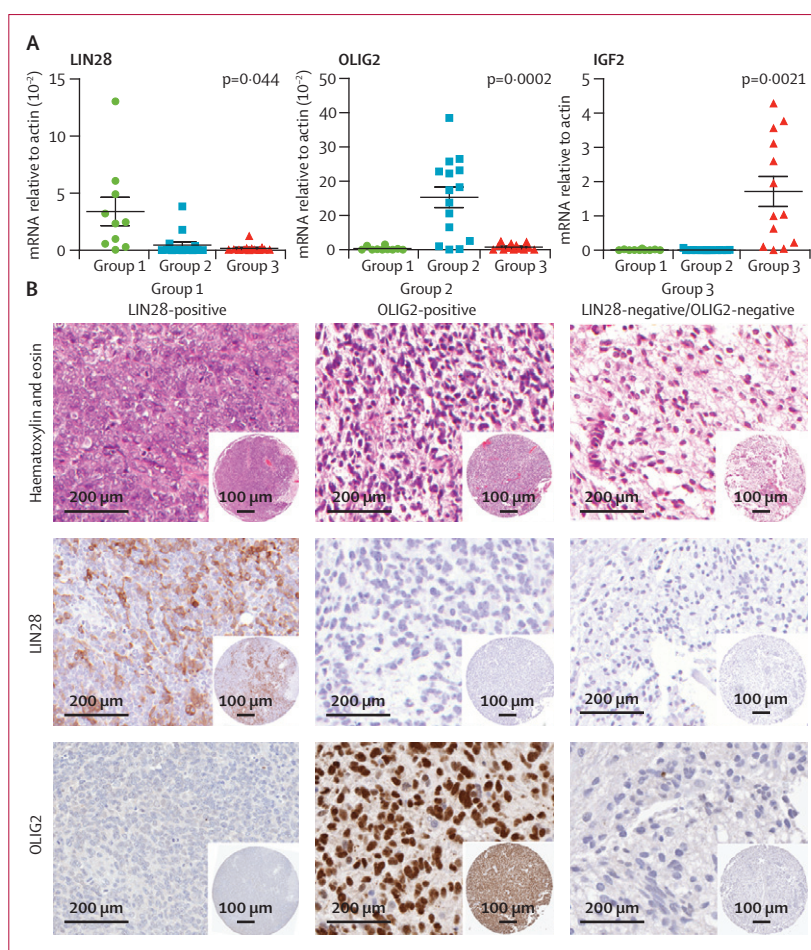 A
LIN28
p=0·044
mRNA relative to actin (10⁻²)
15
10
5
0
Group 1
Group 2
Group 3
OLIG2
p=0·0002
mRNA relative to actin (10⁻²)
50
40
30
20
10
0
Group 1
Group 2
Group 3
IGF2
p=0·0021
mRNA relative to actin
5
4
3
2
1
0
Group 1
Group 2
Group 3
B
Group 1
LIN28-positive
Group 2
OLIG2-positive
Group 3
LIN28-negative/OLIG2-negative
Haematoxylin and eosin
200 µm
100 µm
200 µm
100 µm
200 µm
100 µm
LIN28
200 µm
100 µm
200 µm
100 µm
200 µm
100 µm
OLIG2
200 µm
100 µm
200 µm
100 µm
200 µm
100 µm